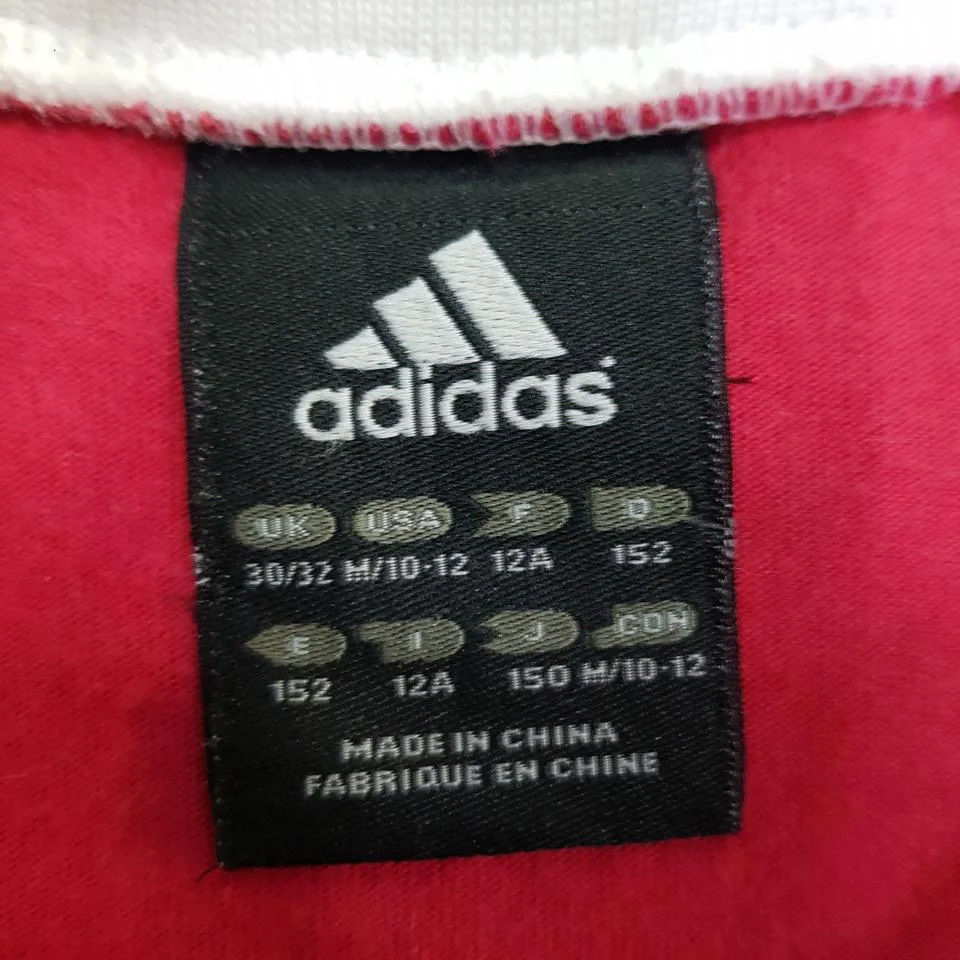 adidas
UK USA F D
30/32 M/10-12 12A 152
E I J CON
152 12A 150 M/10-12
MADE IN CHINA
FABRIQUE EN CHINE